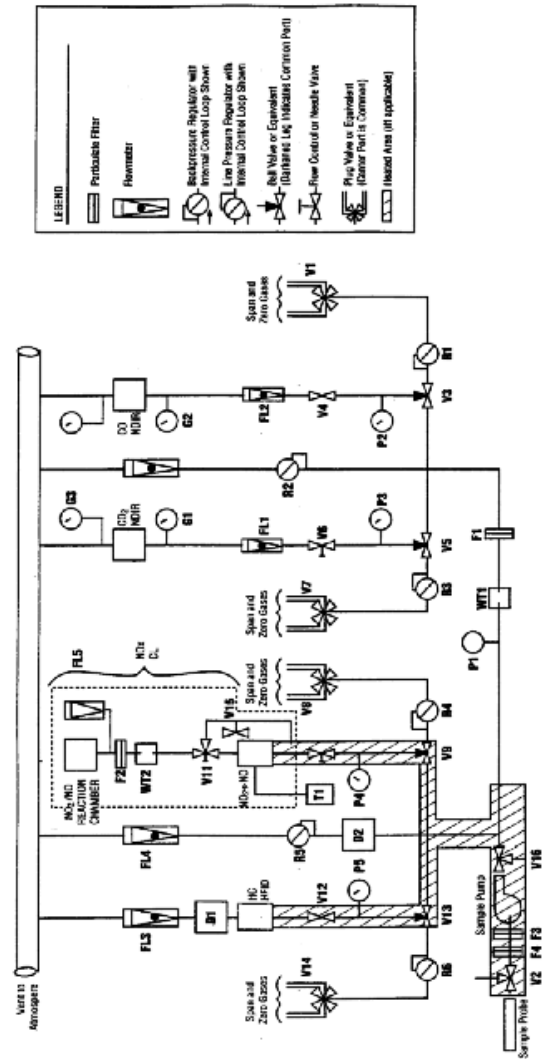 LEGEND
Particulate Filter
Flowmeter
Backpressure Regulator with
Internal Control Loop Shown
Line Pressure Regulator with
Internal Control Loop Shown
Ball Valve or Equivalent
(Darkened Leg Indicated Common Port)
Flow Control or Needle Valve
Plug Valve or Equivalent
(Center Port is Common)
Heated Area (If applicable)
Vent to
Atmosphere
G3
CO
NDIR
G2
FL2
V4
P2
V3
R1
Span and
Zero Gases
V1
R2
CO2
NDIR
G1
FL1
V6
P3
V5
R3
Span and
Zero Gases
V7
F1
WT1
P1
FL5
NOx
CL
NO2/NO
REACTION
CHAMBER
F2
WT2
V11
V15
NO2→NO
T1
P4
V9
R4
Span and
Zero Gases
V8
FL4
R5
D2
FL3
D1
HC
HFID
V12
P5
V13
R6
Span and
Zero Gases
V14
Sample Pump
V16
F3
F4
V2
Sample Probe